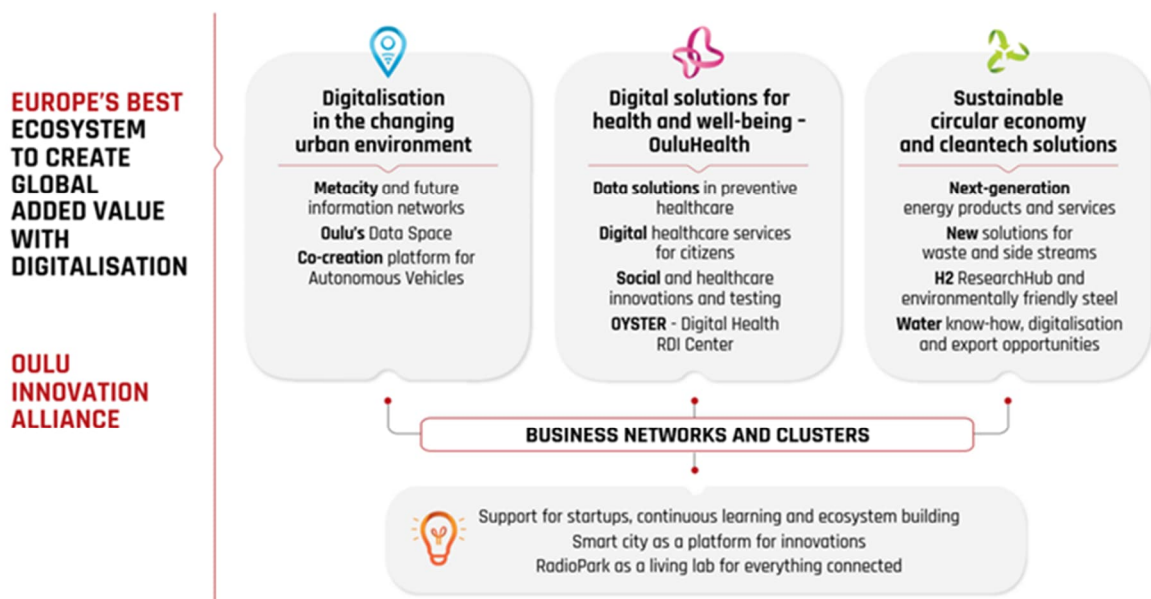 EUROPE'S BEST
ECOSYSTEM
TO CREATE
GLOBAL
ADDED VALUE
WITH
DIGITALISATION
OULU
INNOVATION
ALLIANCE
Digitalisation
in the changing
urban environment
Metacity and future
information networks
Oulu's Data Space
Co-creation platform for
Autonomous Vehicles
Digital solutions for
health and well-being –
OuluHealth
Data solutions in preventive
healthcare
Digital healthcare services
for citizens
Social and healthcare
innovations and testing
OYSTER - Digital Health
RDI Center
Sustainable
circular economy
and cleantech solutions
Next-generation
energy products and services
New solutions for
waste and side streams
H2 ResearchHub and
environmentally friendly steel
Water know-how, digitalisation
and export opportunities
BUSINESS NETWORKS AND CLUSTERS
Support for startups, continuous learning and ecosystem building
Smart city as a platform for innovations
RadioPark as a living lab for everything connected